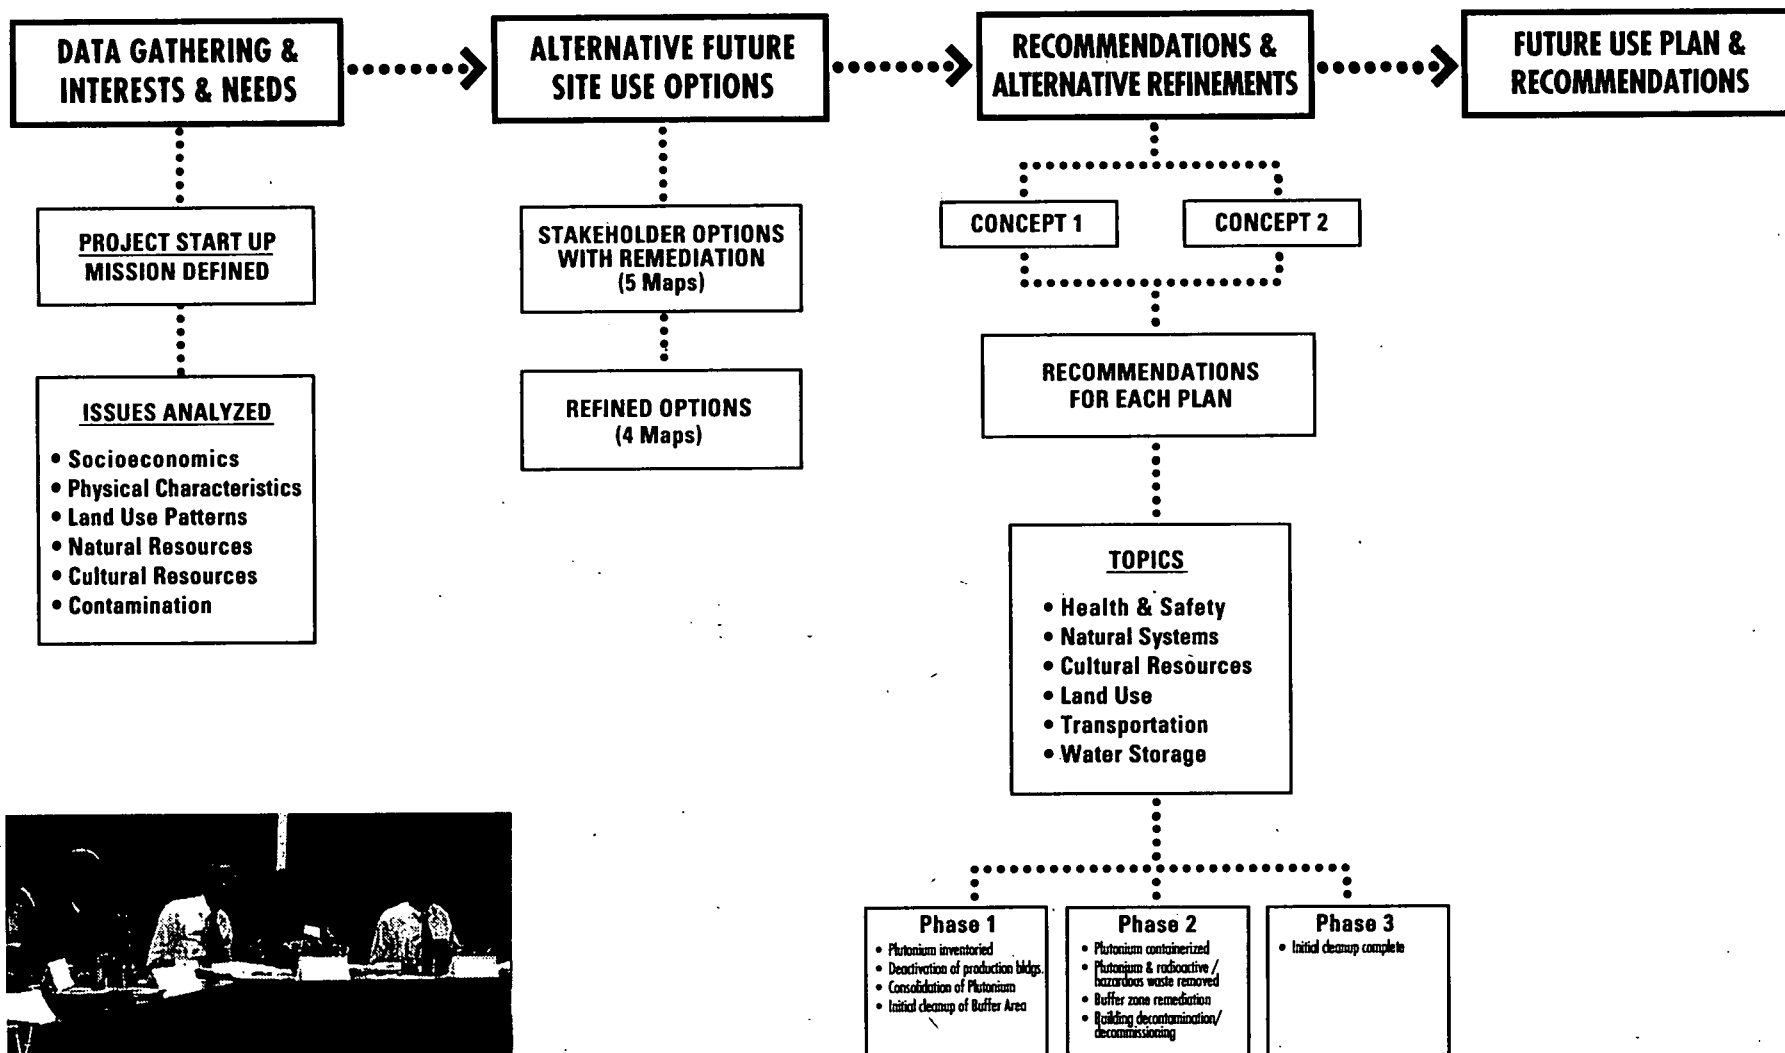 DATA GATHERING &
INTERESTS & NEEDS
ALTERNATIVE FUTURE
SITE USE OPTIONS
RECOMMENDATIONS &
ALTERNATIVE REFINEMENTS
FUTURE USE PLAN &
RECOMMENDATIONS
PROJECT START UP
MISSION DEFINED
ISSUES ANALYZED
• Socioeconomics
• Physical Characteristics
• Land Use Patterns
• Natural Resources
• Cultural Resources
• Contamination
STAKEHOLDER OPTIONS
WITH REMEDIATION
(5 Maps)
REFINED OPTIONS
(4 Maps)
CONCEPT 1
CONCEPT 2
RECOMMENDATIONS
FOR EACH PLAN
TOPICS
• Health & Safety
• Natural Systems
• Cultural Resources
• Land Use
• Transportation
• Water Storage
Phase 1
• Plutonium inventoried
• Deactivation of production bldgs.
• Consolidation of Plutonium
• Initial cleanup of Buffer Area
Phase 2
• Plutonium containerized
• Plutonium & radioactive /
hazardous waste removed
• Buffer zone remediation
• Building decontamination/
decommissioning
Phase 3
• Initial cleanup complete